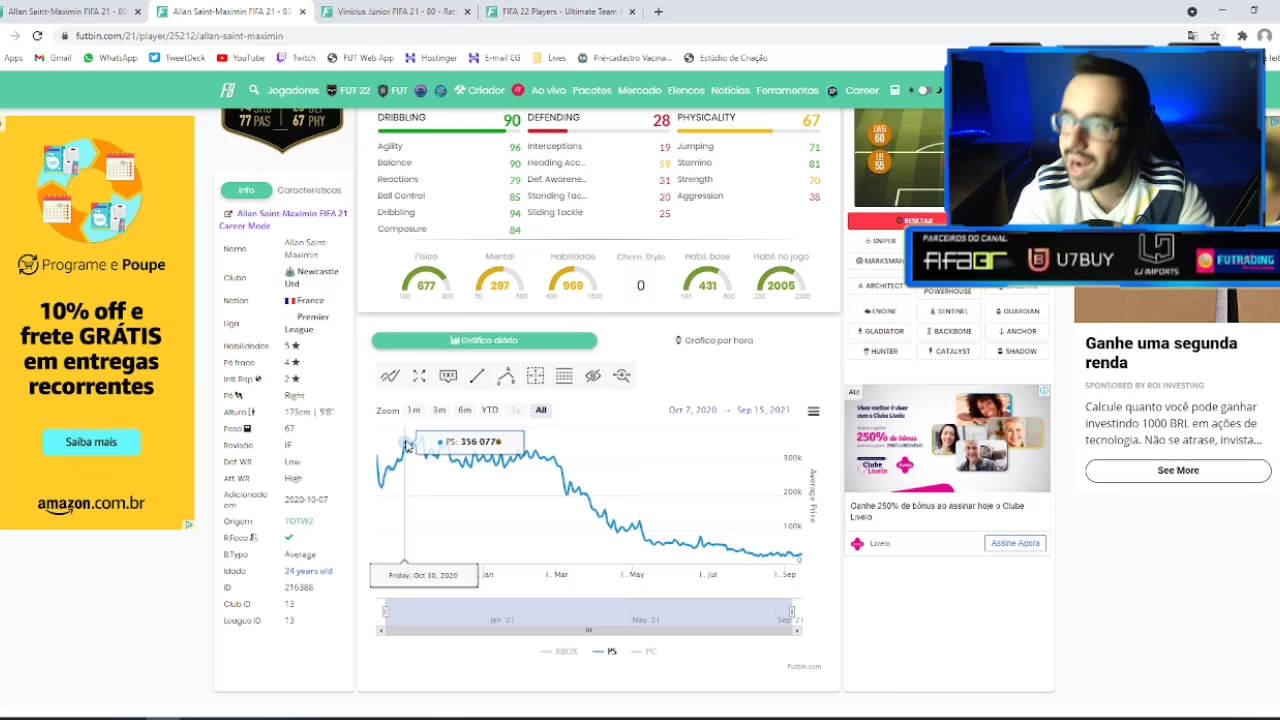 Allan Saint-Maximin FIFA 21 - 80 -
Allan Saint-Maximin FIFA 21 - 83
Vinícius Júnior FIFA 21 - 80 - Rat
FIFA 22 Players - Ultimate Team
futbin.com/21/player/25212/allan-saint-maximin
Apps
Gmail
WhatsApp
TweetDeck
YouTube
Twitch
FUT Web App
Hostinger
E-mail CG
Lives
Pré-cadastro Vacina...
Estúdio de Criação
Jogadores
FUT 22
FUT
Criador
Ao vivo
Pacotes
Mercado
Elencos
Notícias
Ferramentas
Career
77 PAS
67 PHY
DRIBBLING 90
DEFENDING 28
PHYSICALITY 67
Agility 96
Interceptions 19
Jumping 71
Balance 90
Heading Acc... 59
Stamina 81
Reactions 79
Def. Awarene... 31
Strength 70
Ball Control 85
Standing Tac... 20
Aggression 38
Dribbling 94
Sliding Tackle 25
Composure 84
Físico
Mental
Habilidade
Chem. Style
Habil. base
Habil. no jogo
677
297
969
0
431
2005
LWB
60
LB
55
RESETAR
SNIPER
MARKSMAN
ARCHITECT
POWERHOUSE
ENGINE
SENTINEL
GUARDIAN
GLADIATOR
BACKBONE
ANCHOR
HUNTER
CATALYST
SHADOW
PARCEIROS DO CANAL
U7BUY
LJ IMPORTS
FUTRADING
Programe e Poupe
10% off e
frete GRÁTIS
em entregas
recorrentes
Saiba mais
amazon.com.br
Info
Características
Allan Saint-Maximin FIFA 21
Career Mode
Nome
Allan Saint-
Maximin
Clube
Newcastle
Utd
Nation
France
Liga
Premier
League
Habilidades 5
Pé fraco 4
Intl. Rep 2
Pé Right
Altura 173cm | 5'8"
Peso 67
Revisão IF
Def. WR Low
Att. WR High
Adicionado
em
2020-10-07
Origem TOTW2
R.Face
B.Type Average
Idade 24 years old
ID 216388
Club ID 13
League ID 13
Gráfico diário
Gráfico por hora
Zoom 1m 3m 6m YTD 1y All
Oct 7, 2020 → Sep 15, 2021
PS: 356 077
300k
200k
100k
0
Average Price
Friday, Oct 30, 2020
Jan
1. Mar
1. May
1. Jul
1. Sep
Jan '21
May '21
Sep '21
XBOX
PS
PC
Futbin.com
AD
Viver melhor é viver
com o Clube Livelo
250%
Ganhe 250% de bônus ao assinar hoje o Clube
Livelo
Livelo
Assine Agora
Ganhe uma segunda
renda
SPONSORED BY ROI INVESTING
Calcule quanto você pode ganhar
investindo 1000 BRL em ações de
tecnologia. Não se atrase, invista...
See More